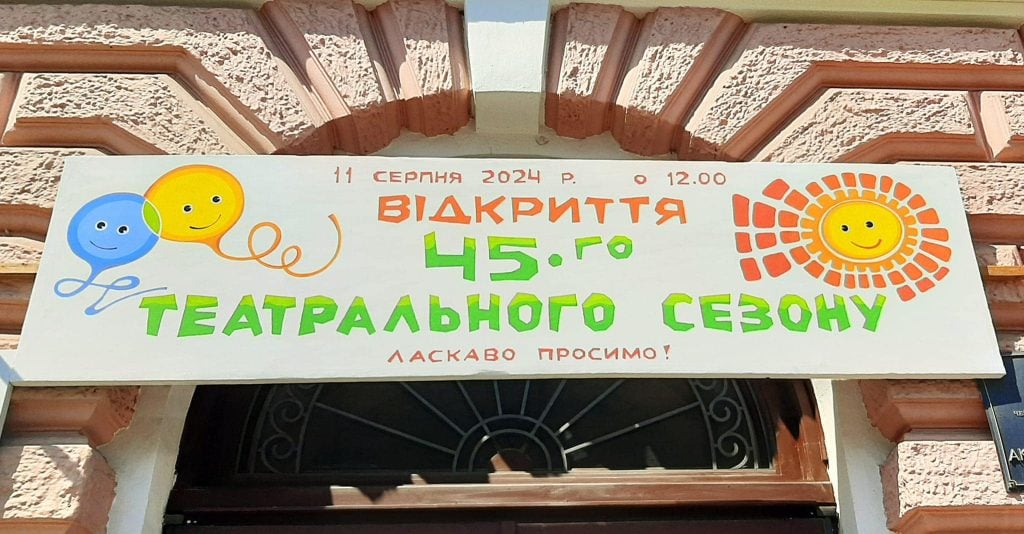 11 СЕРПНЯ 2024 Р. О 12.00
ВІДКРИТТЯ
45.ГО
ТЕАТРАЛЬНОГО СЕЗОНУ
ЛАСКАВО ПРОСИМО!